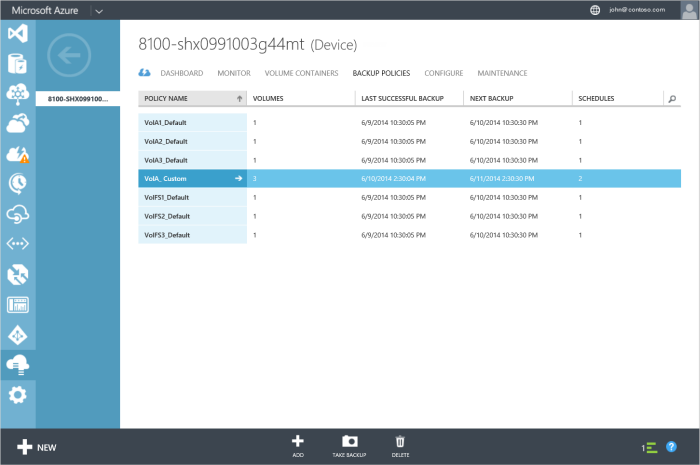 Microsoft Azure john@contoso.com
8100-shx0991003g44mt (Device)
DASHBOARD MONITOR VOLUME CONTAINERS BACKUP POLICIES CONFIGURE MAINTENANCE
8100-SHX099100...
POLICY NAME VOLUMES LAST SUCCESSFUL BACKUP NEXT BACKUP SCHEDULES
VolA1_Default 1 6/9/2014 10:30:05 PM 6/10/2014 10:30:30 PM 1
VolA2_Default 1 6/9/2014 10:30:05 PM 6/10/2014 10:30:30 PM 1
VolA3_Default 1 6/9/2014 10:30:05 PM 6/10/2014 10:30:30 PM 1
VolA_ Custom 3 6/10/2014 2:30:04 PM 6/11/2014 2:30:30 PM 2
VolFS1_Default 1 6/9/2014 10:30:05 PM 6/10/2014 10:30:30 PM 1
VolFS2_Default 1 6/9/2014 10:30:05 PM 6/10/2014 10:30:30 PM 1
VolFS3_Default 1 6/9/2014 10:30:05 PM 6/10/2014 10:30:30 PM 1
NEW ADD TAKE BACKUP DELETE 1 ?